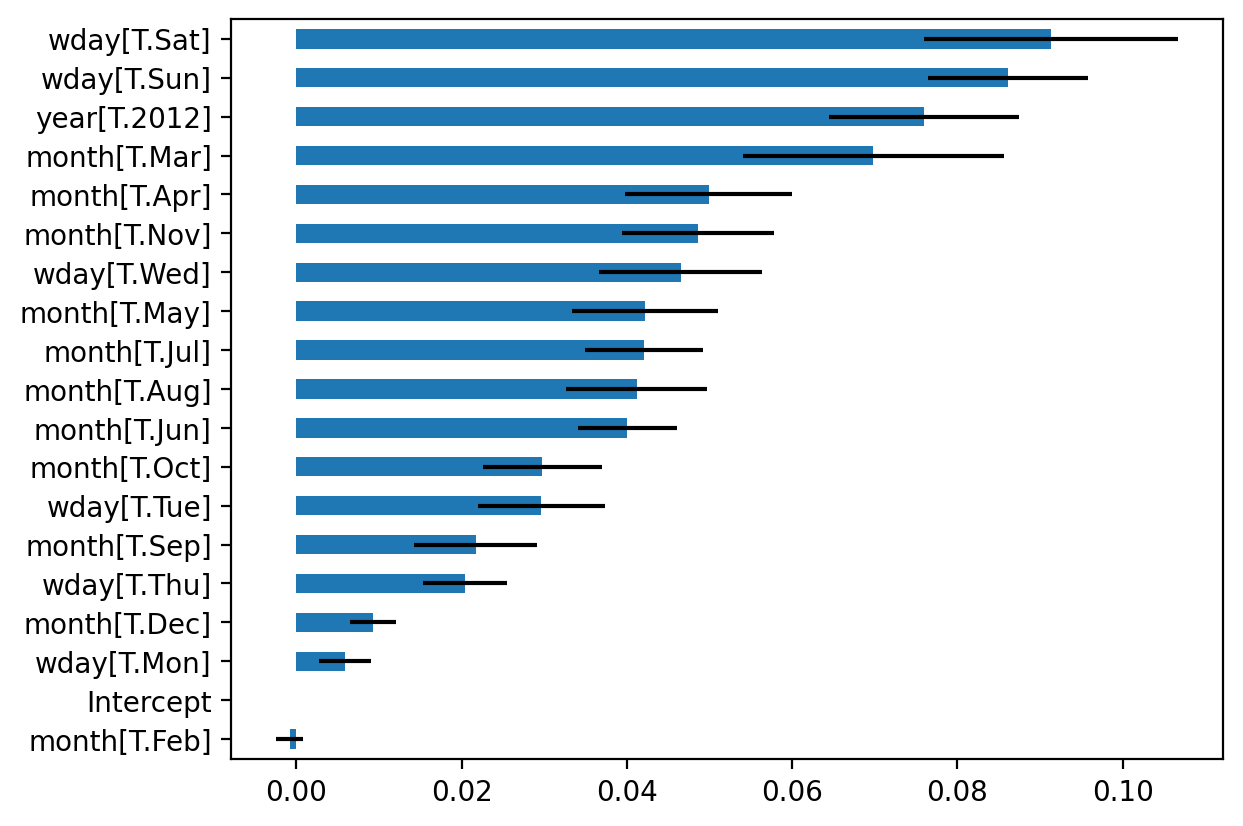 wday[T.Sat]
wday[T.Sun]
year[T.2012]
month[T.Mar]
month[T.Apr]
month[T.Nov]
wday[T.Wed]
month[T.May]
month[T.Jul]
month[T.Aug]
month[T.Jun]
month[T.Oct]
wday[T.Tue]
month[T.Sep]
wday[T.Thu]
month[T.Dec]
wday[T.Mon]
Intercept
month[T.Feb]
0.00 0.02 0.04 0.06 0.08 0.10